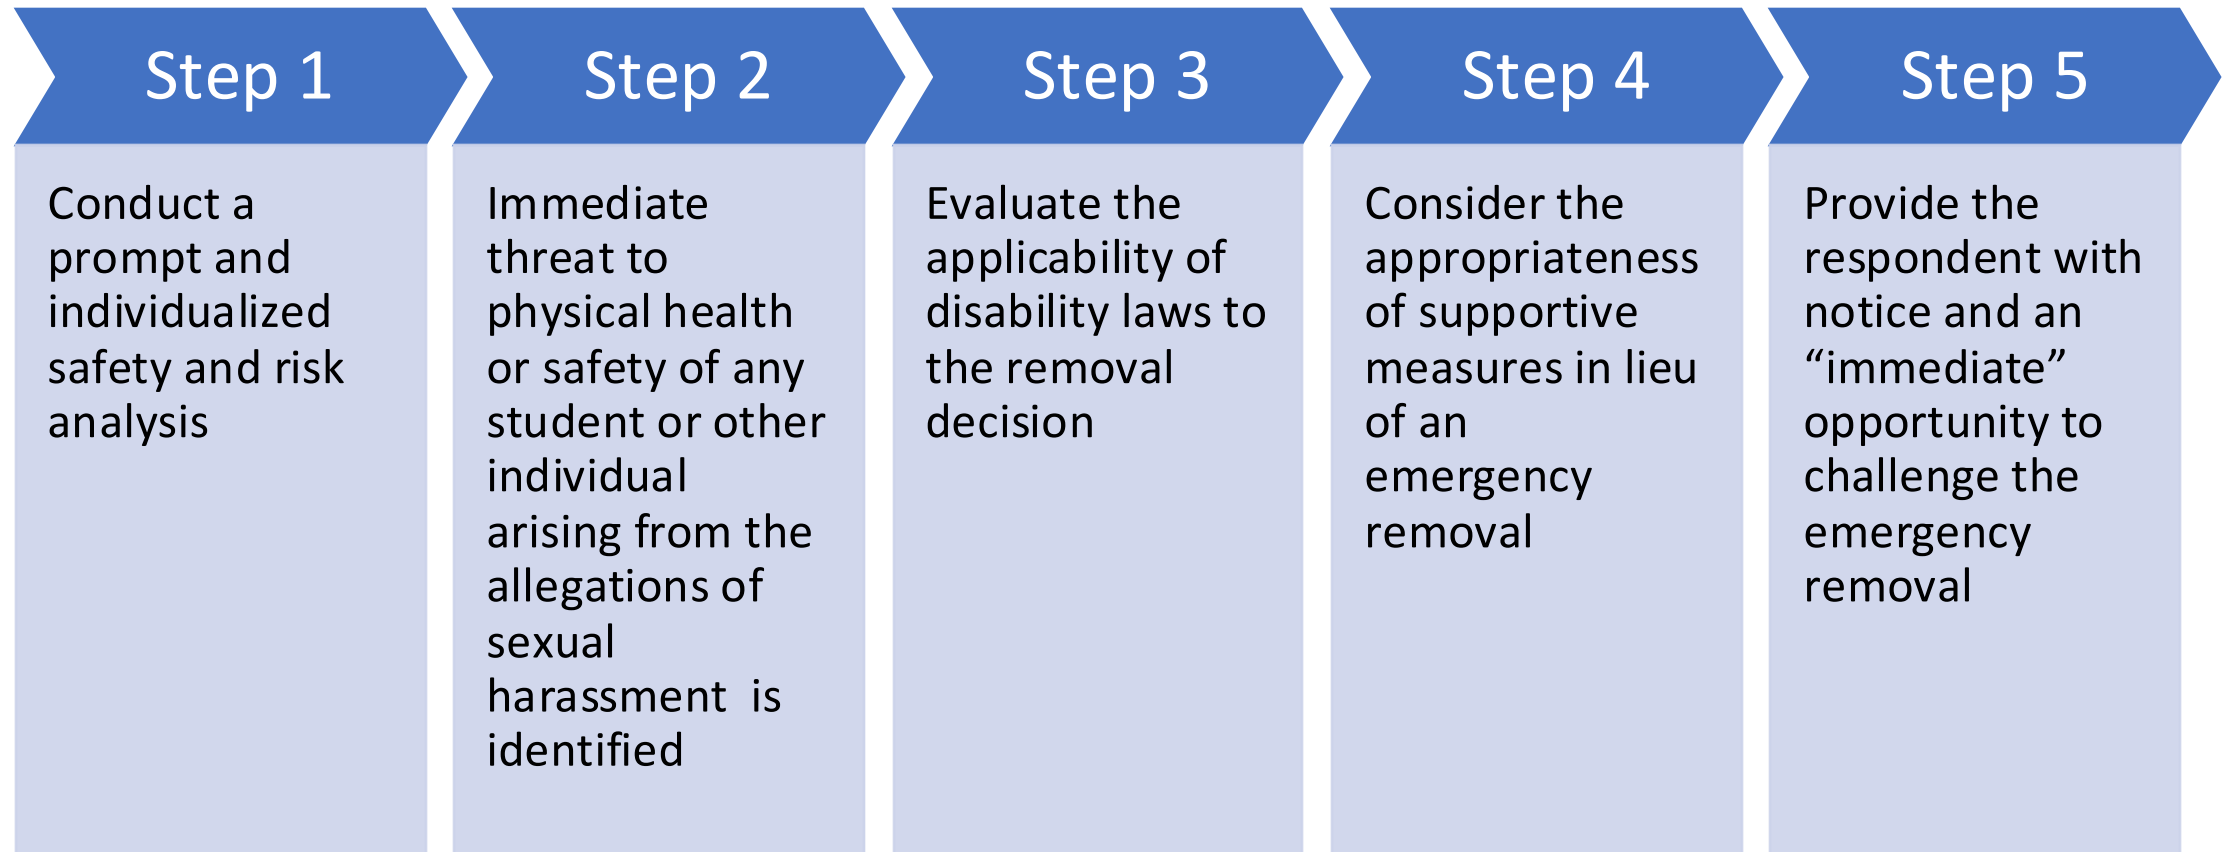 Step 1
Conduct a
prompt and
individualized
safety and risk
analysis
Step 2
Immediate
threat to
physical health
or safety of any
student or other
individual
arising from the
allegations of
sexual
harassment  is
identified
Step 3
Evaluate the
applicability of
disability laws to
the removal
decision
Step 4
Consider the
appropriateness
of supportive
measures in lieu
of an
emergency
removal
Step 5
Provide the
respondent with
notice and an
“immediate”
opportunity to
challenge the
emergency
removal